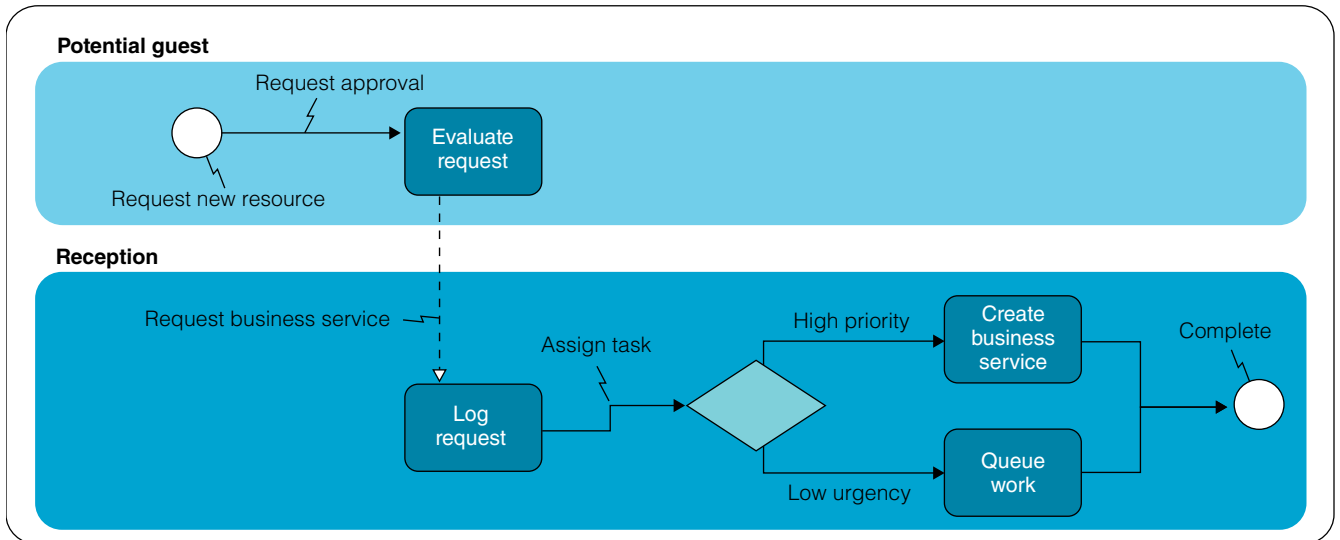 Potential guest
Request approval
Evaluate
request
Request new resource
Reception
Request business service
Log
request
Assign task
High priority
Low urgency
Create
business
service
Queue
work
Complete